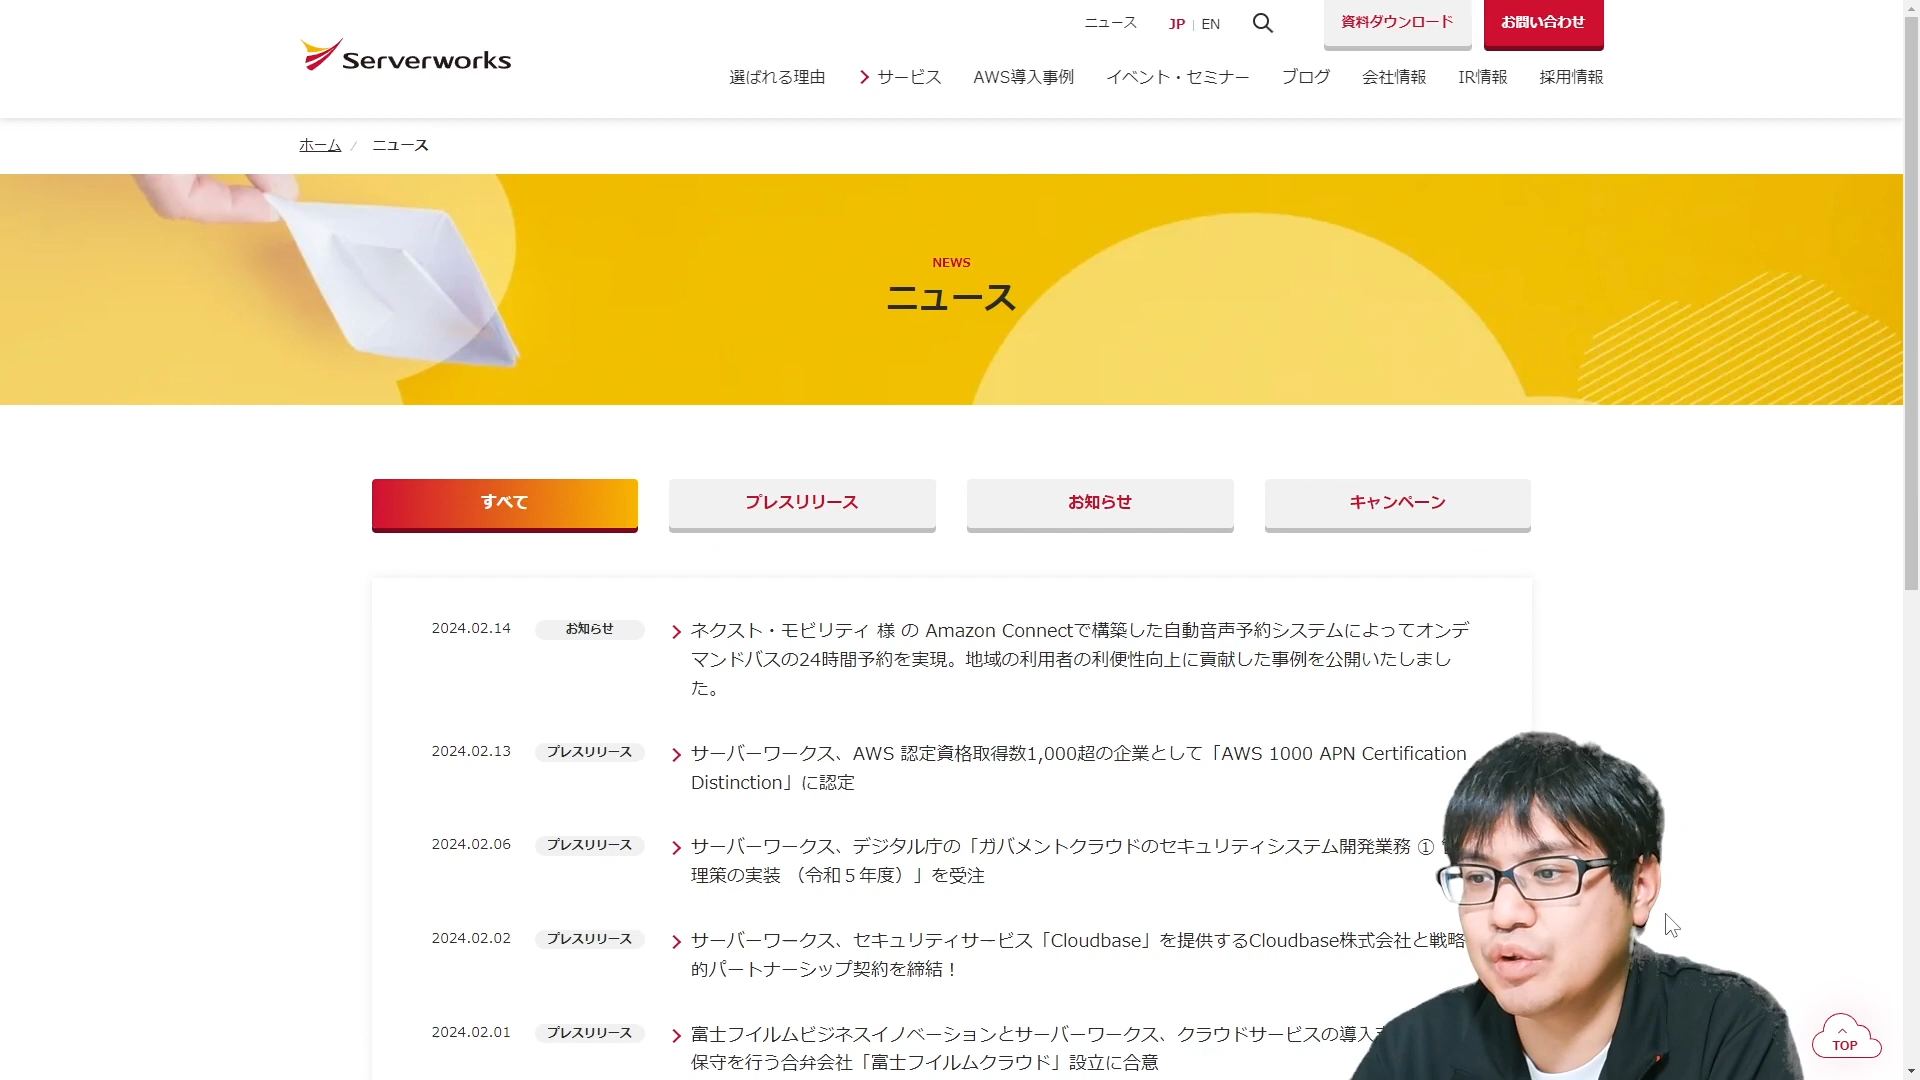 ニュース
JP | EN
資料ダウンロード
お問い合わせ
Serverworks
選ばれる理由
サービス
AWS導入事例
イベント・セミナー
ブログ
会社情報
IR情報
採用情報
ホーム / ニュース
NEWS
ニュース
すべて
プレスリリース
お知らせ
キャンペーン
2024.02.14
お知らせ
ネクスト・モビリティ 様 の Amazon Connectで構築した自動音声予約システムによってオンデ
マンドバスの24時間予約を実現。地域の利用者の利便性向上に貢献した事例を公開いたしまし
た。
2024.02.13
プレスリリース
サーバーワークス、AWS 認定資格取得数1,000超の企業として「AWS 1000 APN Certification
Distinction」に認定
2024.02.06
プレスリリース
サーバーワークス、デジタル庁の「ガバメントクラウドのセキュリティシステム開発業務 ①
理策の実装 （令和５年度）」を受注
2024.02.02
プレスリリース
サーバーワークス、セキュリティサービス「Cloudbase」を提供するCloudbase株式会社と戦略
的パートナーシップ契約を締結！
2024.02.01
プレスリリース
富士フイルムビジネスイノベーションとサーバーワークス、クラウドサービスの導入
保守を行う合弁会社「富士フイルムクラウド」設立に合意
TOP